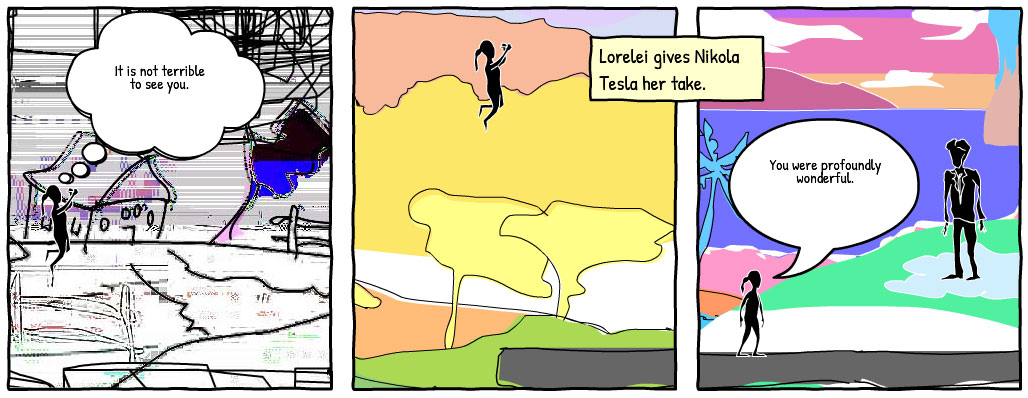 It is not terrible
to see you.
Lorelei gives Nikola
Tesla her take.
You were profoundly
wonderful.